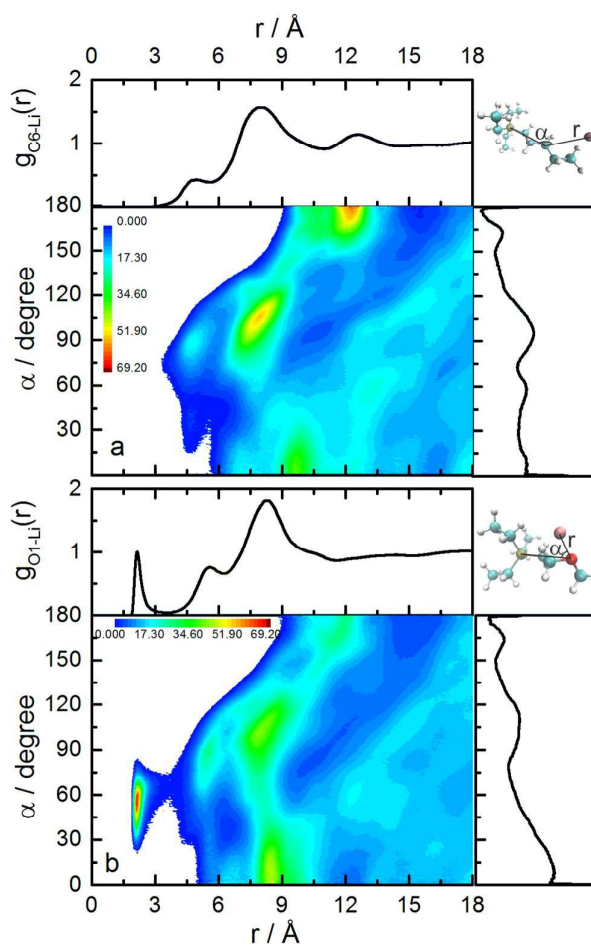 r / Å
0 3 6 9 12 15 18
g_C6-Li(r)
2
1
α r
180
150
120
90
60
30
α / degree
0.000
17.30
34.60
51.90
69.20
a
g_O1-Li(r)
2
1
α r
180
0.000 17.30 34.60 51.90 69.20
150
120
90
60
30
0
α / degree
b
0 3 6 9 12 15 18
r / Å